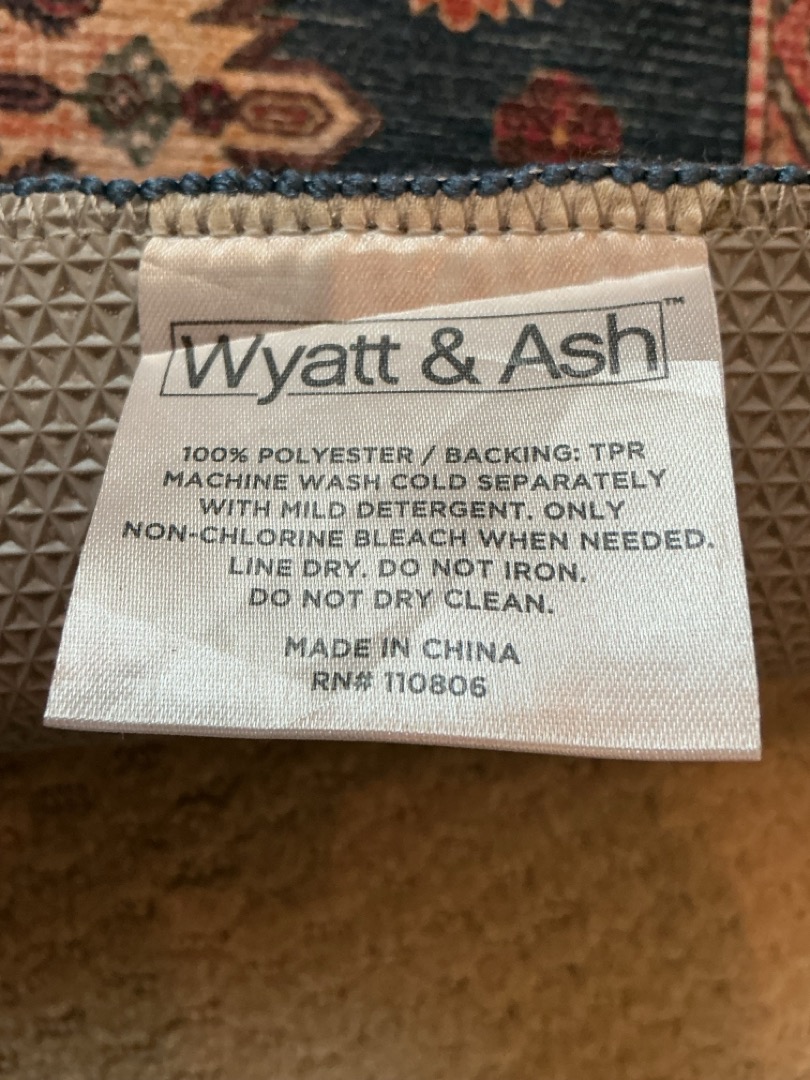 Wyatt & Ash™
100% POLYESTER / BACKING: TPR
MACHINE WASH COLD SEPARATELY
WITH MILD DETERGENT. ONLY
NON-CHLORINE BLEACH WHEN NEEDED.
LINE DRY. DO NOT IRON.
DO NOT DRY CLEAN.
MADE IN CHINA
RN# 110806